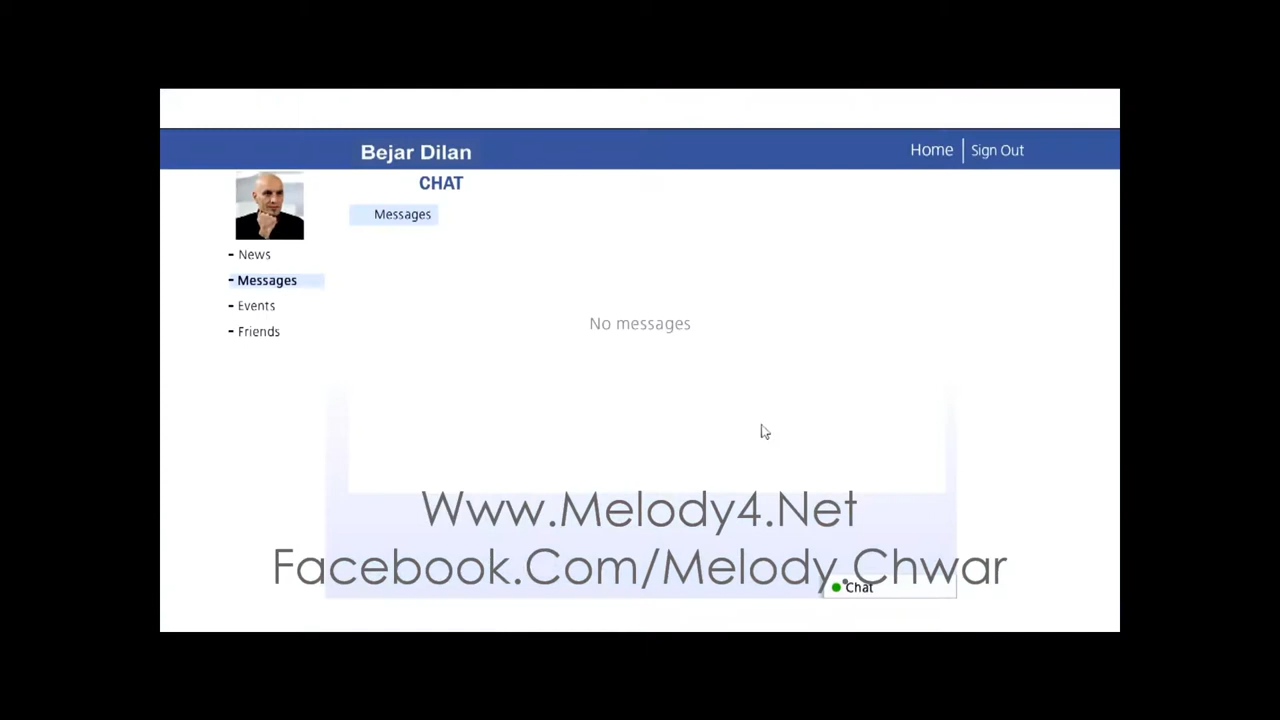 Bejar Dilan
Home | Sign Out
CHAT
Messages
- News
- Messages
- Events
- Friends
No messages
Www.Melody4.Net
Facebook.Com/Melody.Chwar
Chat